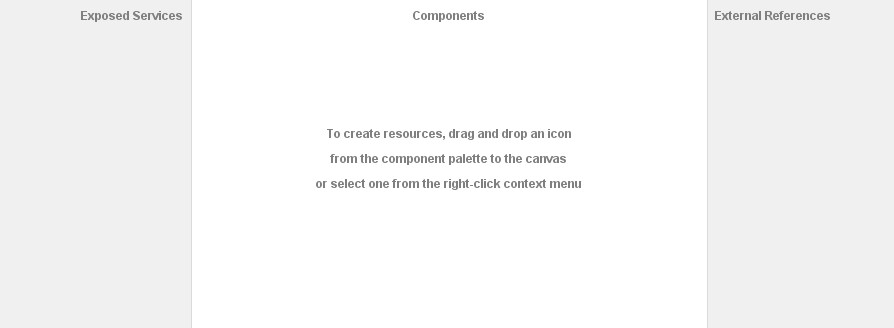 Exposed Services
Components
External References
To create resources, drag and drop an icon
from the component palette to the canvas
or select one from the right-click context menu